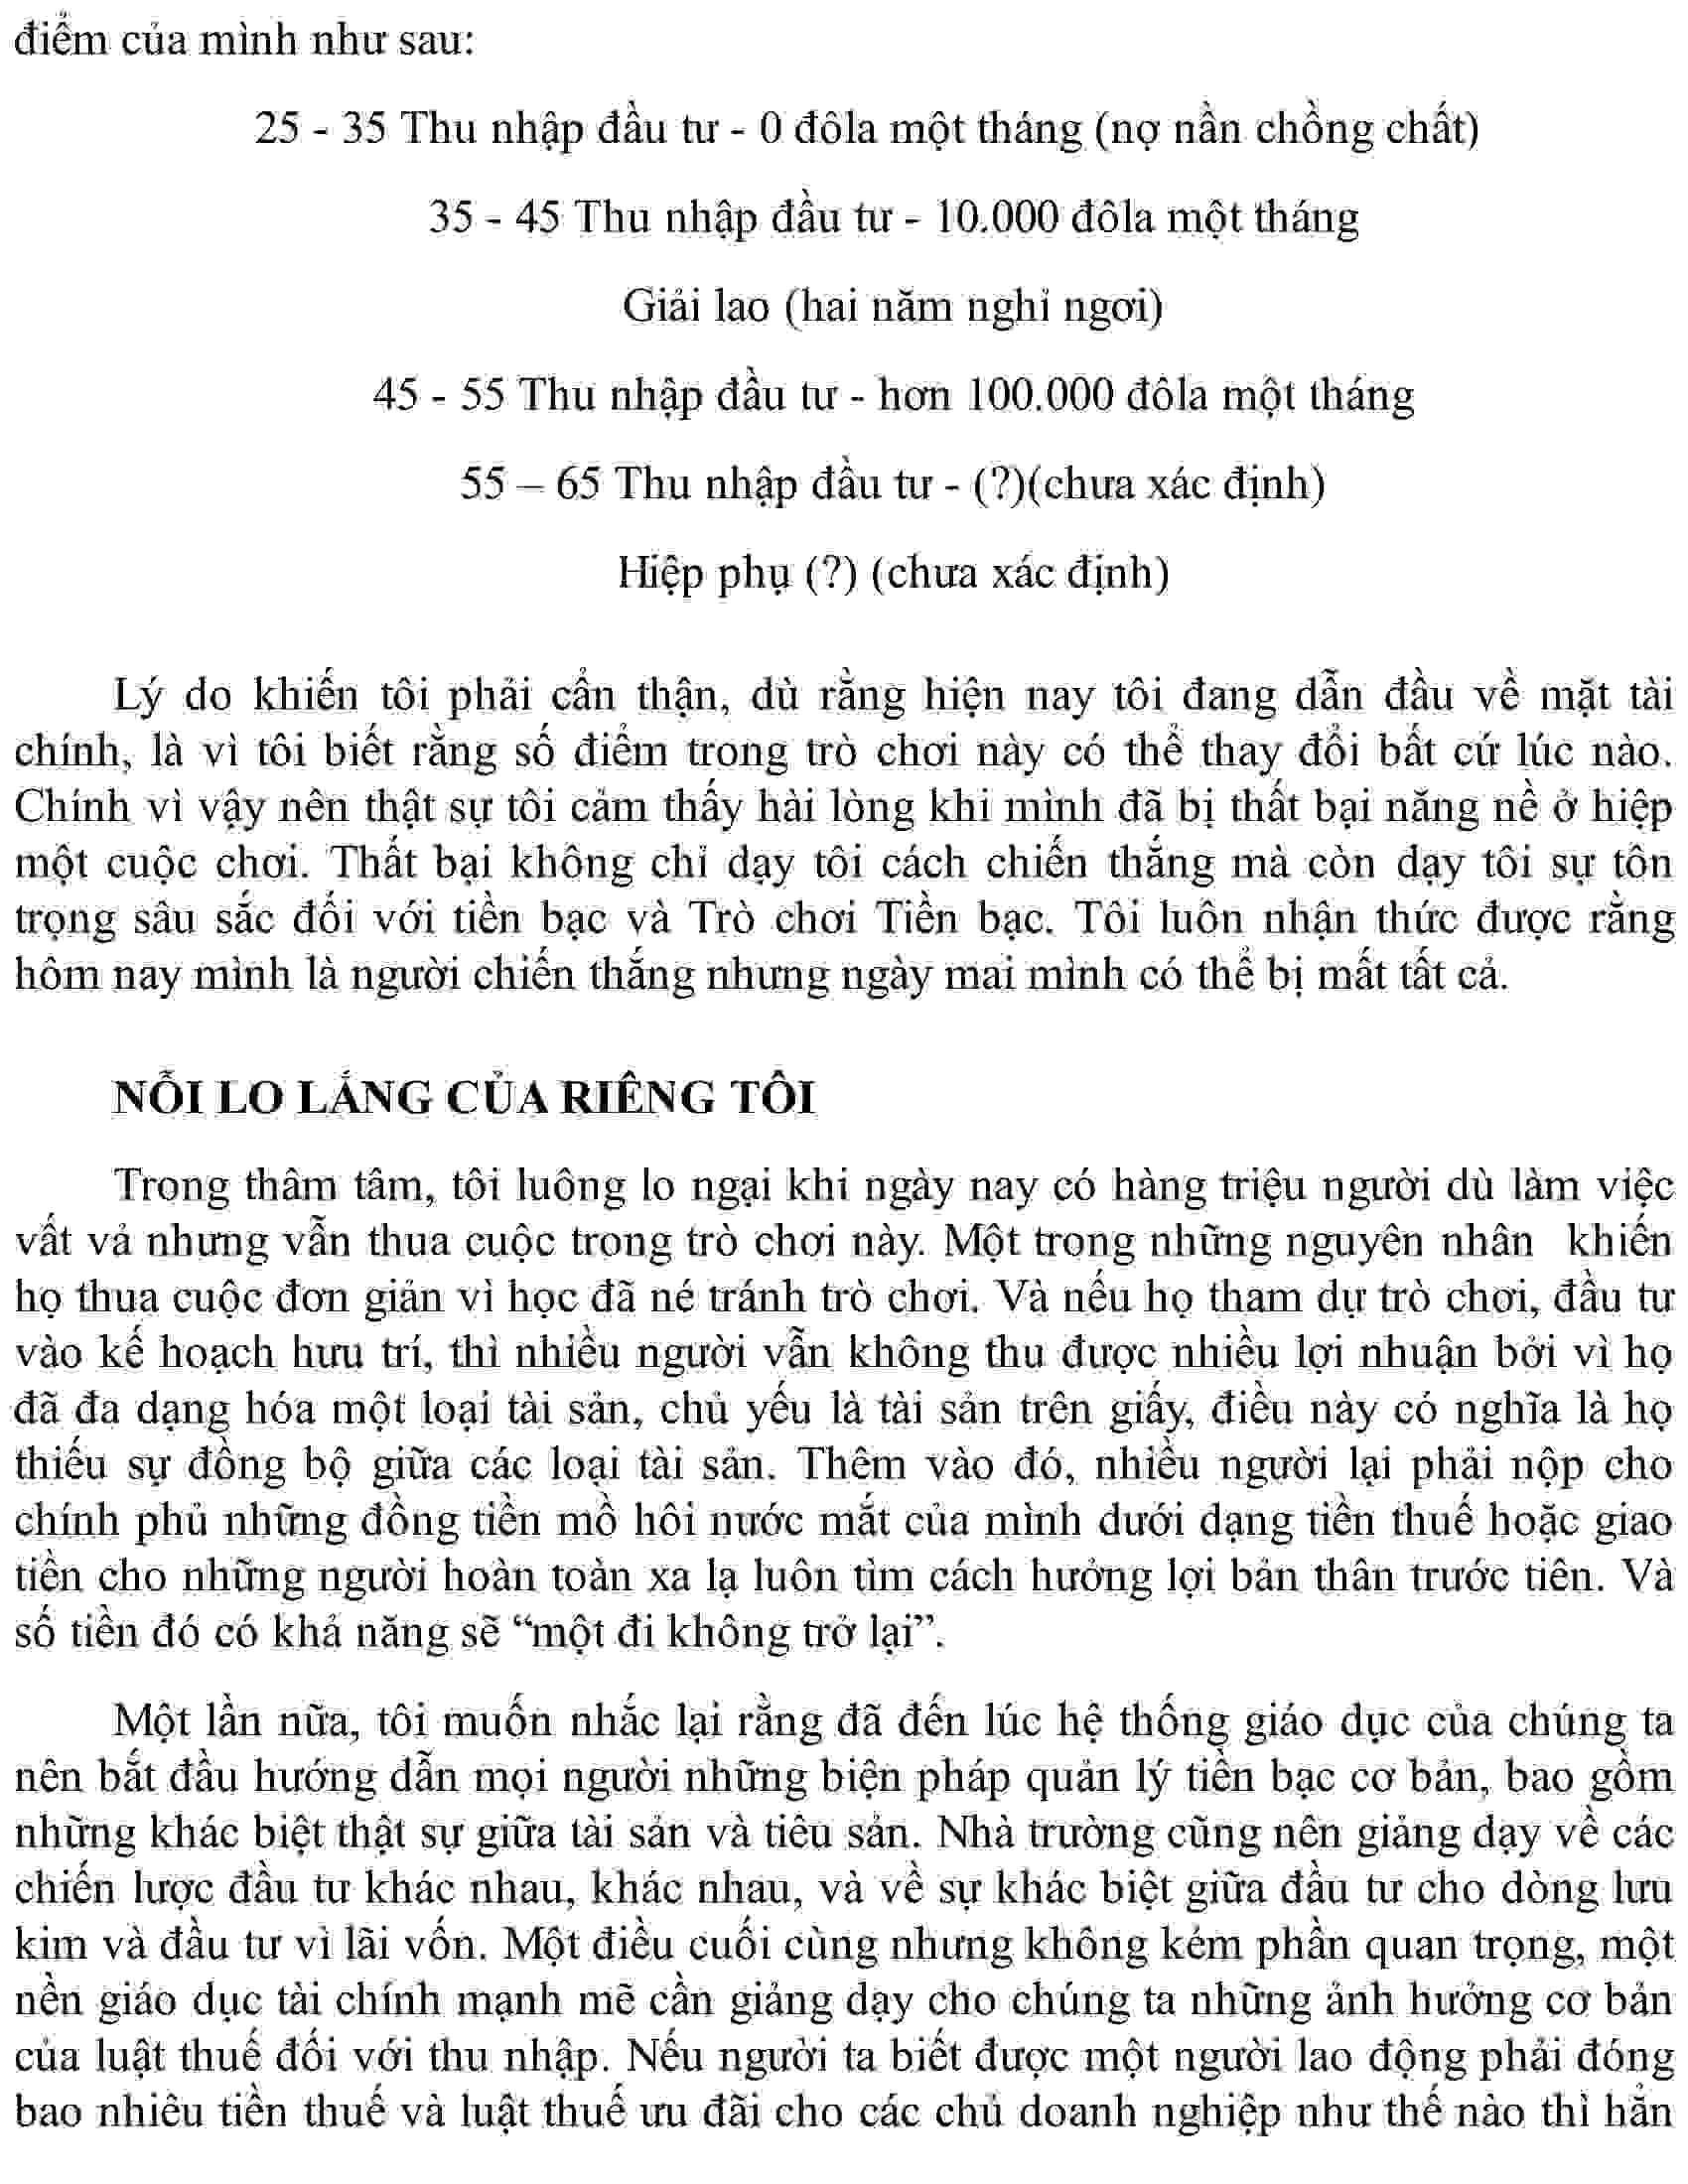 điểm của mình như sau:
25 - 35 Thu nhập đầu tư - 0 đôla một tháng (nợ nần chồng chất)
35 - 45 Thu nhập đầu tư - 10.000 đôla một tháng
Giải lao (hai năm nghỉ ngơi)
45 - 55 Thu nhập đầu tư - hơn 100.000 đôla một tháng
55 – 65 Thu nhập đầu tư - (?)(chưa xác định)
Hiệp phụ (?) (chưa xác định)
Lý do khiến tôi phải cẩn thận, dù rằng hiện nay tôi đang dẫn đầu về mặt tài
chính, là vì tôi biết rằng số điểm trong trò chơi này có thể thay đổi bất cứ lúc nào.
Chính vì vậy nên thật sự tôi cảm thấy hài lòng khi mình đã bị thất bại năng nề ở hiệp
một cuộc chơi. Thất bại không chỉ dạy tôi cách chiến thắng mà còn dạy tôi sự tôn
trọng sâu sắc đối với tiền bạc và Trò chơi Tiền bạc. Tôi luôn nhận thức được rằng
hôm nay mình là người chiến thắng nhưng ngày mai mình có thể bị mất tất cả.
NỖI LO LẮNG CỦA RIÊNG TÔI
Trong thâm tâm, tôi luông lo ngại khi ngày nay có hàng triệu người dù làm việc
vất vả nhưng vẫn thua cuộc trong trò chơi này. Một trong những nguyên nhân khiến
họ thua cuộc đơn giản vì học đã né tránh trò chơi. Và nếu họ tham dự trò chơi, đầu tư
vào kế hoạch hưu trí, thì nhiều người vẫn không thu được nhiều lợi nhuận bởi vì họ
đã đa dạng hóa một loại tài sản, chủ yếu là tài sản trên giấy, điều này có nghĩa là họ
thiếu sự đồng bộ giữa các loại tài sản. Thêm vào đó, nhiều người lại phải nộp cho
chính phủ những đồng tiền mồ hôi nước mắt của mình dưới dạng tiền thuế hoặc giao
tiền cho những người hoàn toàn xa lạ luôn tìm cách hưởng lợi bản thân trước tiên. Và
số tiền đó có khả năng sẽ “một đi không trở lại”.
Một lần nữa, tôi muốn nhắc lại rằng đã đến lúc hệ thống giáo dục của chúng ta
nên bắt đầu hướng dẫn mọi người những biện pháp quản lý tiền bạc cơ bản, bao gồm
những khác biệt thật sự giữa tài sản và tiêu sản. Nhà trường cũng nên giảng dạy về các
chiến lược đầu tư khác nhau, khác nhau, và về sự khác biệt giữa đầu tư cho dòng lưu
kim và đầu tư vì lãi vốn. Một điều cuối cùng nhưng không kém phần quan trọng, một
nền giáo dục tài chính mạnh mẽ cần giảng dạy cho chúng ta những ảnh hưởng cơ bản
của luật thuế đối với thu nhập. Nếu người ta biết được một người lao động phải đóng
bao nhiêu tiền thuế và luật thuế ưu đãi cho các chủ doanh nghiệp như thế nào thì hẳn